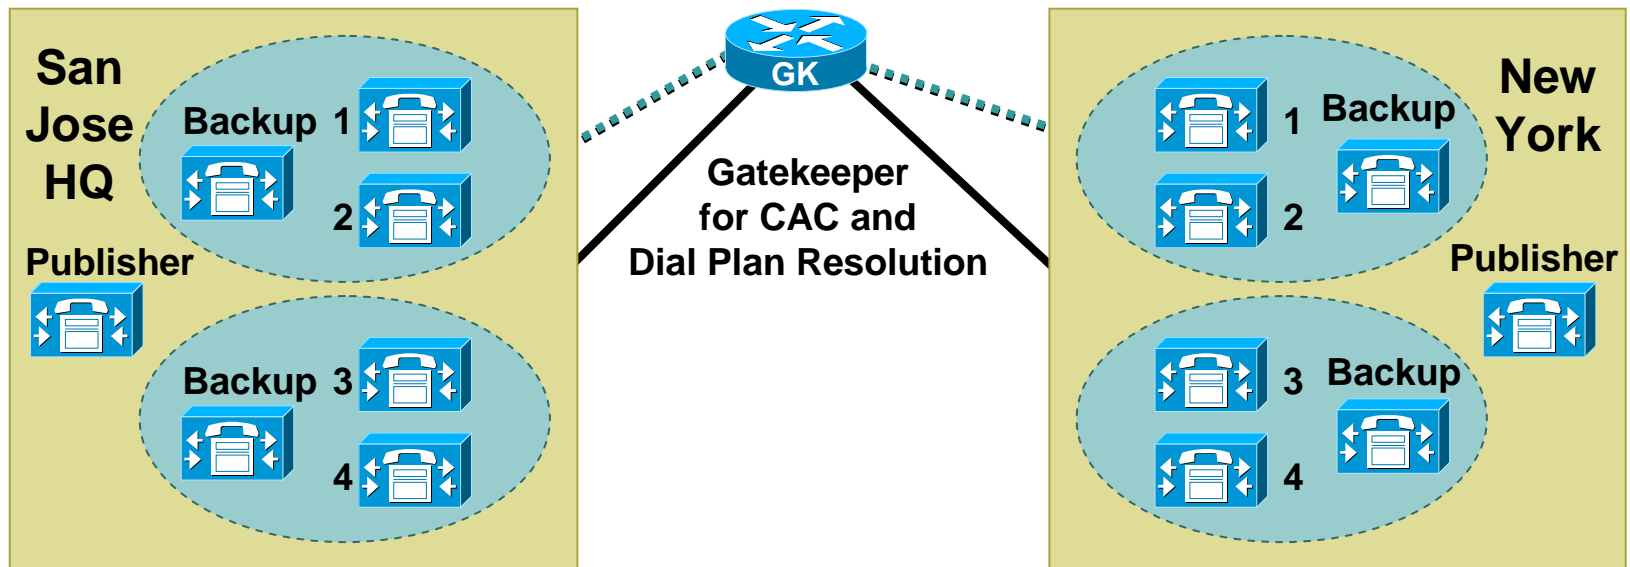 San
Jose
HQ
Backup 1
2
Publisher
Backup 3
4
GK
Gatekeeper
for CAC and
Dial Plan Resolution
New
York
1 Backup
2
Publisher
3 Backup
4